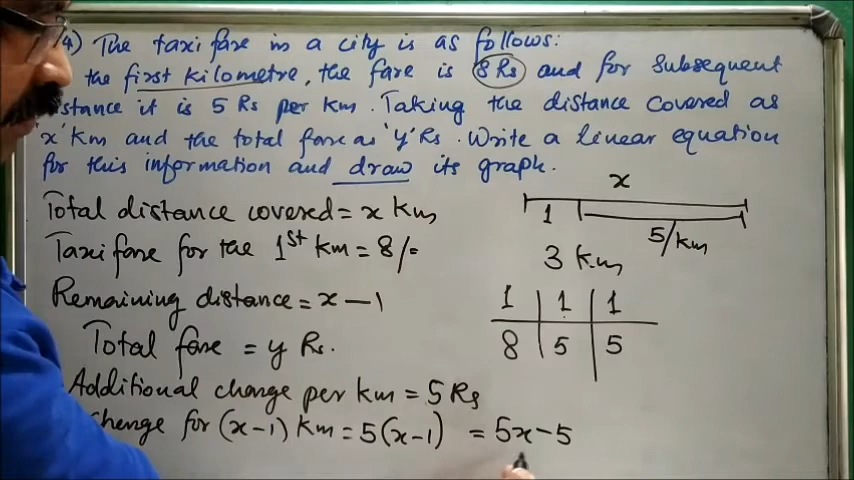 4) The taxi fare in a city is as follows:
the first kilometre, the fare is 8 Rs and for subsequent
istance it is 5 Rs per km. Taking the distance covered as
'x' Km and the total fare as 'y' Rs. Write a linear equation
for this information and draw its graph.
x
Total distance covered = x Km
1
5/km
Taxi fare for the 1st km = 8/-
3 km
Remaining distance = x - 1
1 1 1
Total fare = y Rs.
8 5 5
Additional charge per km = 5 Rs
charge for (x-1) Km = 5(x-1) = 5x-5